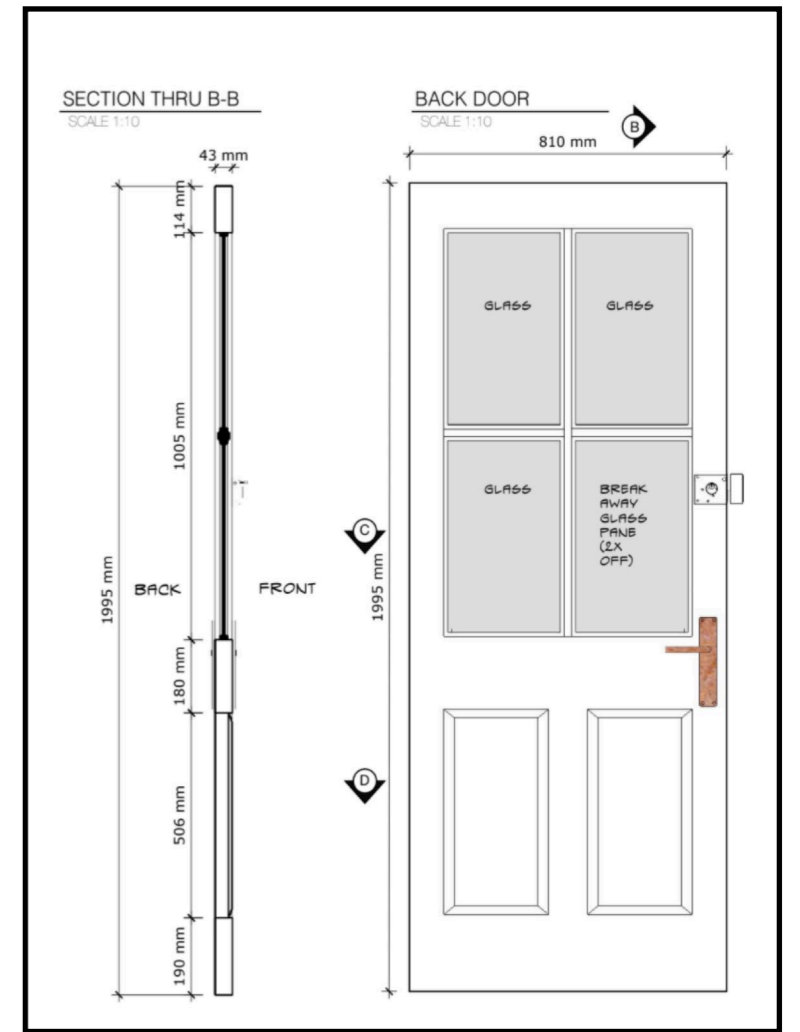 SECTION THRU B-B
SCALE 1:10
43 mm
114 mm
1005 mm
1995 mm
BACK
FRONT
180 mm
506 mm
190 mm
BACK DOOR
SCALE 1:10
B
810 mm
GLASS
GLASS
GLASS
BREAK
AWAY
GLASS
PANE
(2X
OFF)
C
1995 mm
D